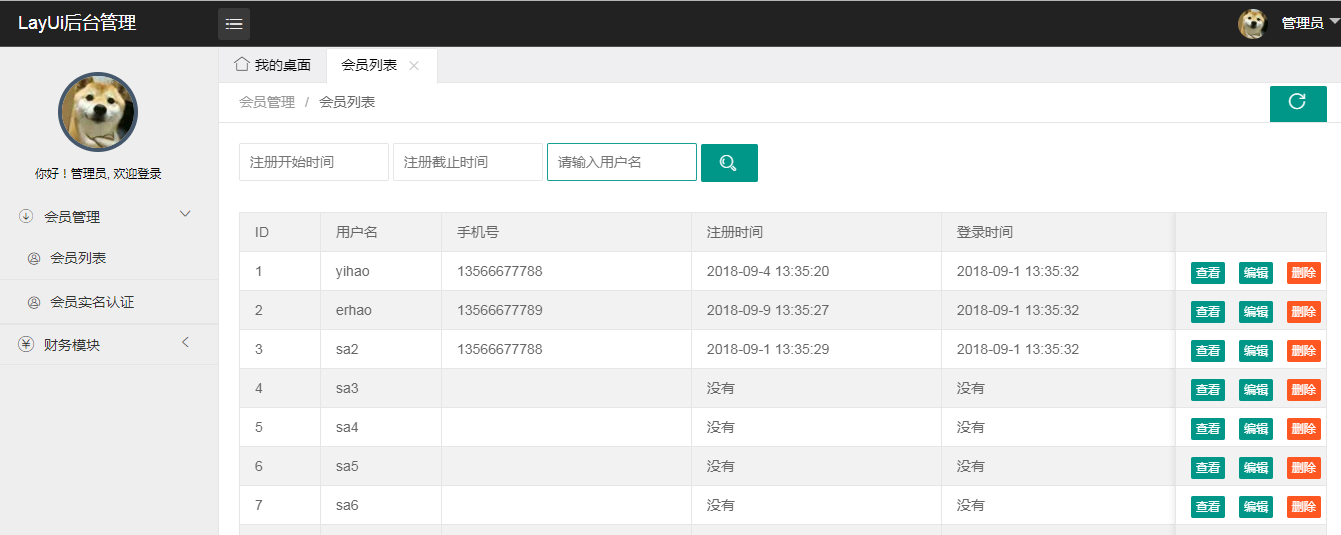 LayUi后台管理
管理员
你好！管理员, 欢迎登录
会员管理
会员列表
会员实名认证
财务模块
我的桌面 会员列表
会员管理 / 会员列表
注册开始时间 注册截止时间 请输入用户名
ID 用户名 手机号 注册时间 登录时间
1 yihao 13566677788 2018-09-4 13:35:20 2018-09-1 13:35:32 查看 编辑 删除
2 erhao 13566677789 2018-09-9 13:35:27 2018-09-1 13:35:32 查看 编辑 删除
3 sa2 13566677788 2018-09-1 13:35:29 2018-09-1 13:35:32 查看 编辑 删除
4 sa3 没有 没有 查看 编辑 删除
5 sa4 没有 没有 查看 编辑 删除
6 sa5 没有 没有 查看 编辑 删除
7 sa6 没有 没有 查看 编辑 删除